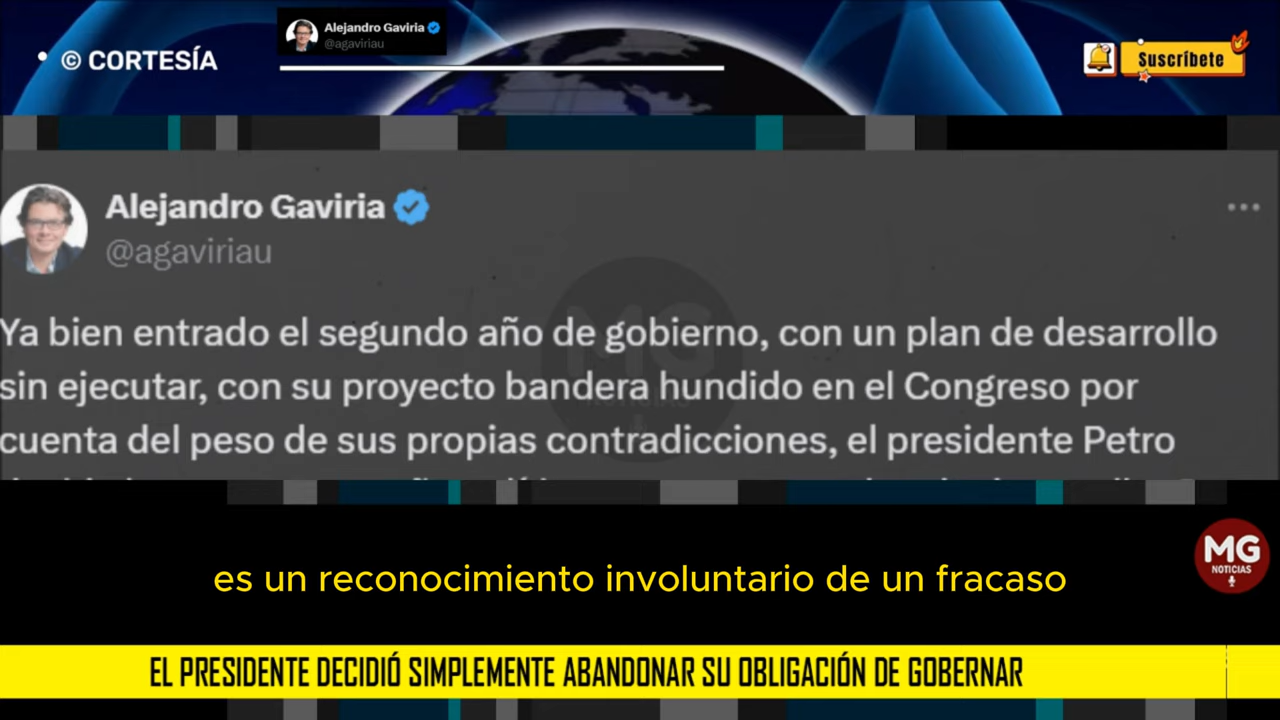 Alejandro Gaviria
@agaviriau
© CORTESÍA
Suscríbete
Alejandro Gaviria
@agaviriau
Ya bien entrado el segundo año de gobierno, con un plan de desarrollo
sin ejecutar, con su proyecto bandera hundido en el Congreso por
cuenta del peso de sus propias contradicciones, el presidente Petro
MG
es un reconocimiento involuntario de un fracaso
MG
NOTICIAS
EL PRESIDENTE DECIDIÓ SIMPLEMENTE ABANDONAR SU OBLIGACIÓN DE GOBERNAR